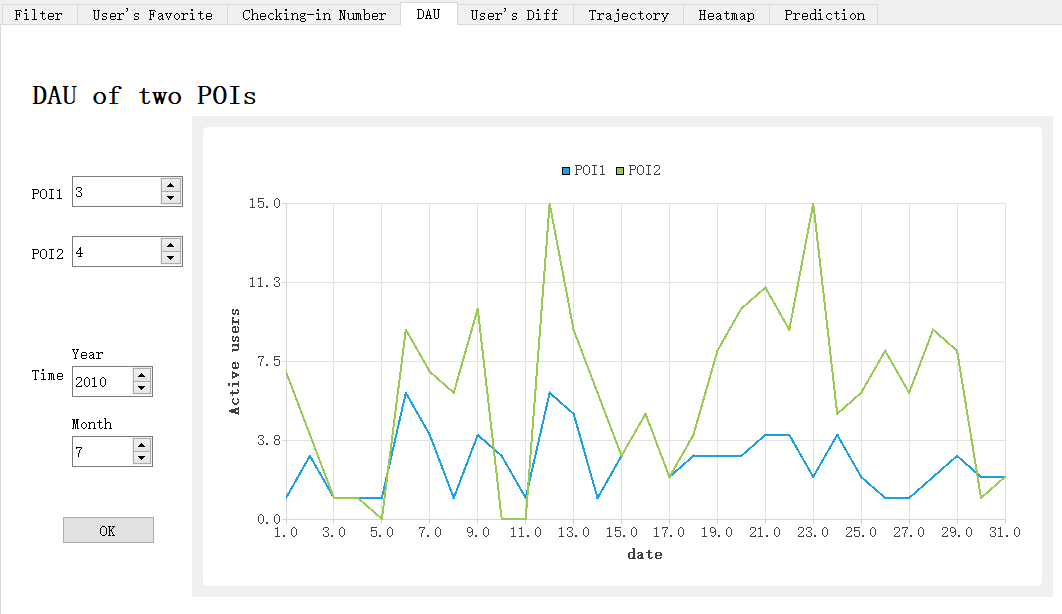 Filter User's Favorite Checking-in Number DAU User's Diff Trajectory Heatmap Prediction
DAU of two POIs
POI1 3
POI2 4
Year
Time 2010
Month
7
OK
POI1 POI2
15.0
11.3
7.5
3.8
0.0
Active users
1.0 3.0 5.0 7.0 9.0 11.0 13.0 15.0 17.0 19.0 21.0 23.0 25.0 27.0 29.0 31.0
date